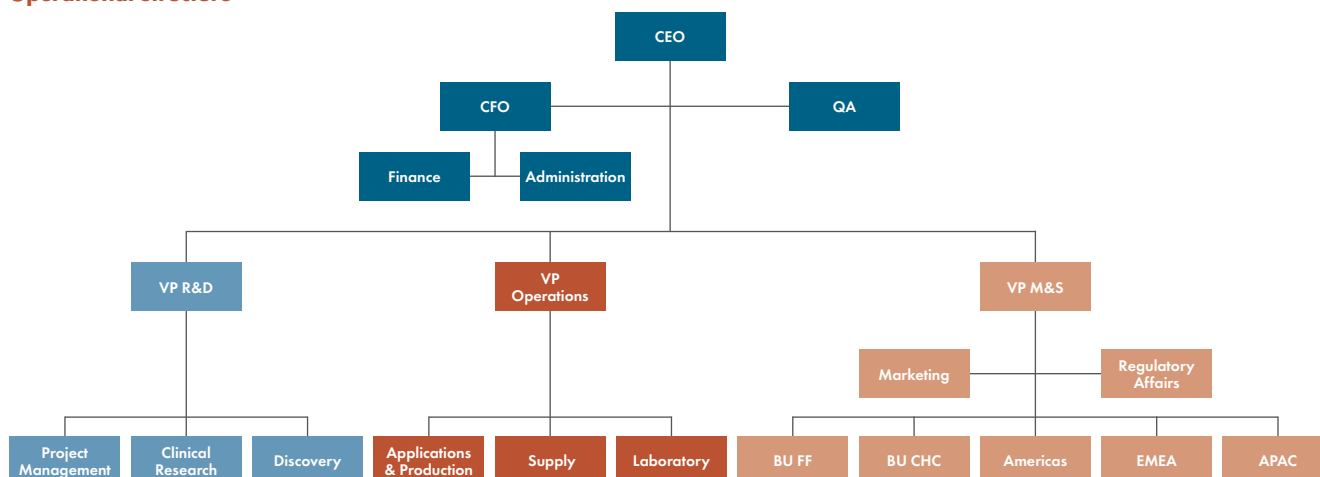 CEO
CFO
QA
Finance
Administration
VP R&D
VP
Operations
VP M&S
Marketing
Regulatory
Affairs
Project
Management
Clinical
Research
Discovery
Applications
& Production
Supply
Laboratory
BU FF
BU CHC
Americas
EMEA
APAC